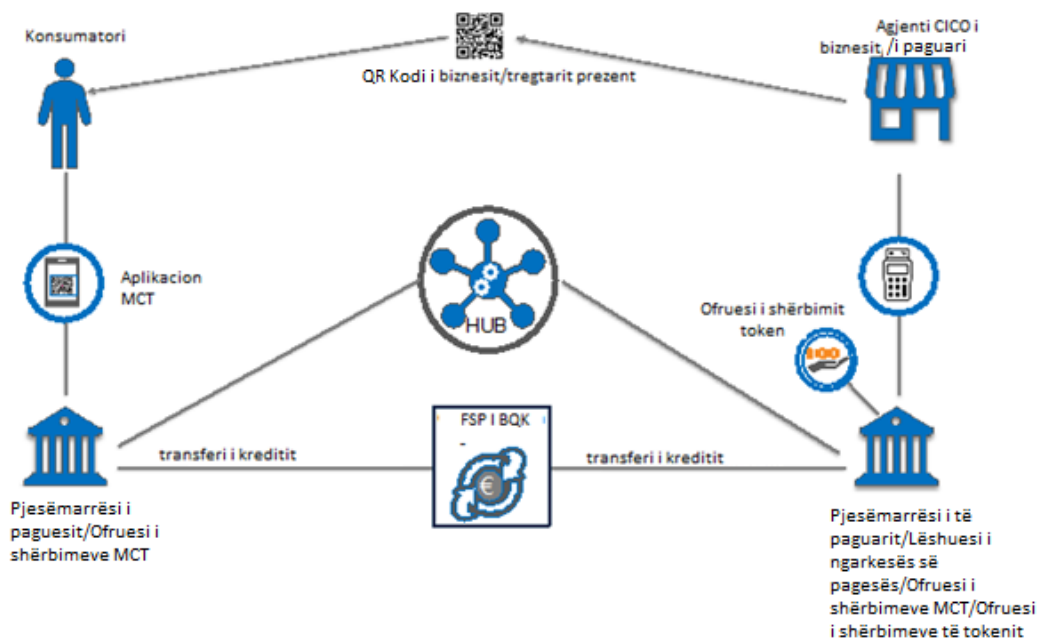 Konsumatori
Agjenti CICO i
biznesit /i paguari
QR Kodi i biznesit/tregtarit prezent
Aplikacion
MCT
HUB
Ofruesi i shërbimit
token
100
FSP I BQK
-
€
transferi i kreditit
transferi i kreditit
Pjesëmarrësi i
paguesit/Ofruesi i
shërbimeve MCT
Pjesëmarrësi i të
paguarit/Lëshuesi i
ngarkesës së
pagesës/Ofruesi i
shërbimeve MCT/Ofruesi
i shërbimeve të tokenit